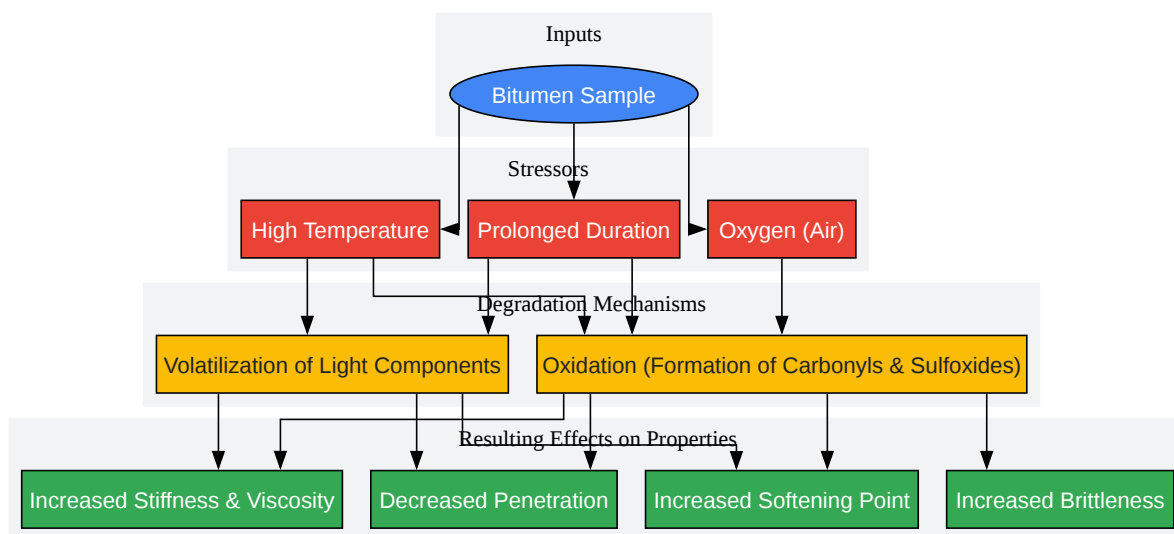 Inputs
Bitumen Sample
Stressors
High Temperature
Prolonged Duration
Oxygen (Air)
Degradation Mechanisms
Volatilization of Light Components
Oxidation (Formation of Carbonyls & Sulfoxides)
Resulting Effects on Properties
Increased Stiffness & Viscosity
Decreased Penetration
Increased Softening Point
Increased Brittleness